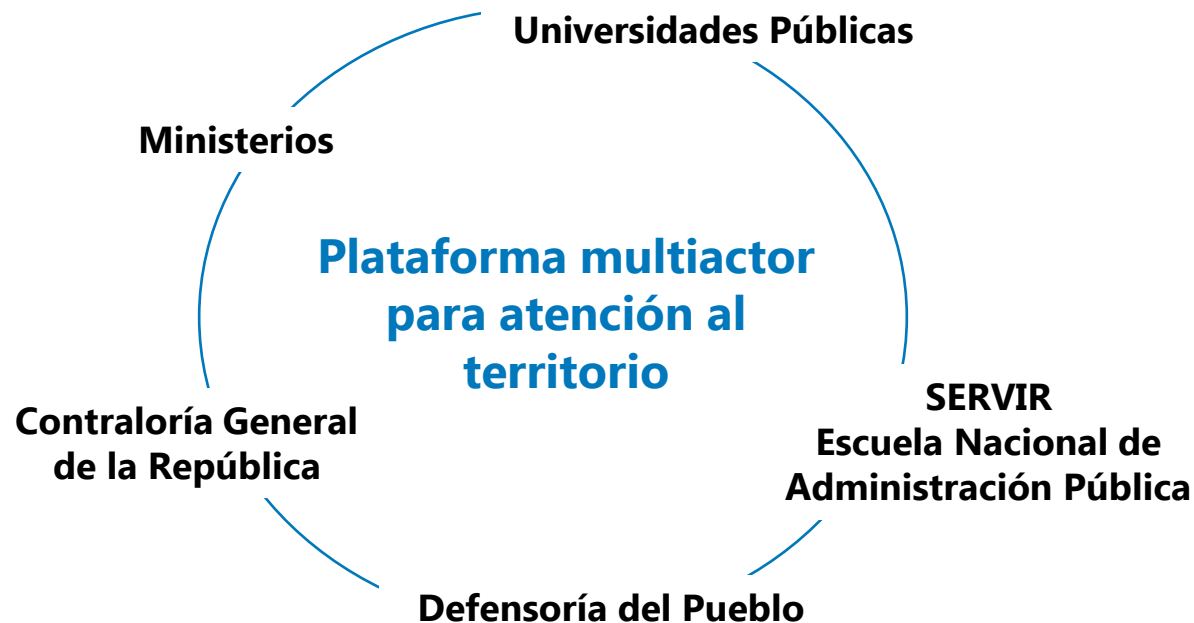 Universidades Públicas
Ministerios
Plataforma multiactor
para atención al
territorio
Contraloría General
de la República
SERVIR
Escuela Nacional de
Administración Pública
Defensoría del Pueblo